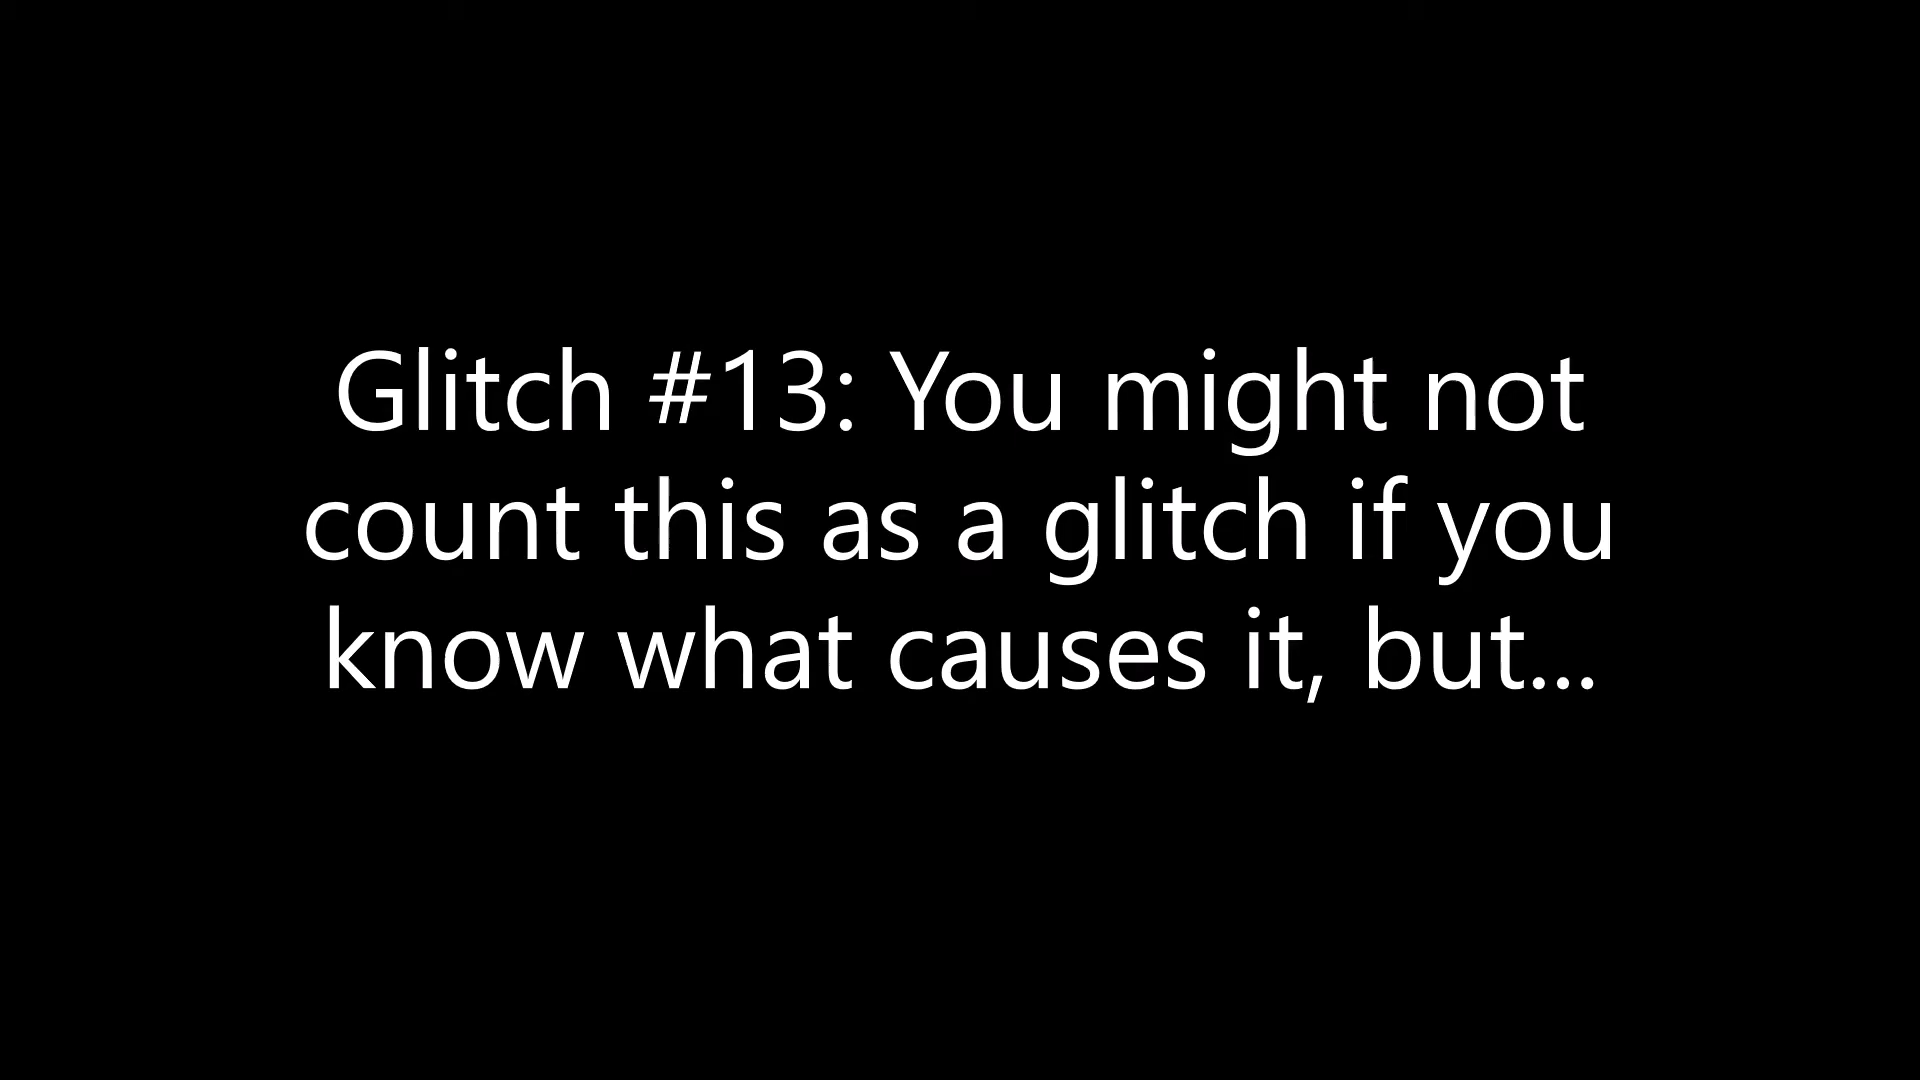 Glitch #13: You might not
count this as a glitch if you
know what causes it, but...